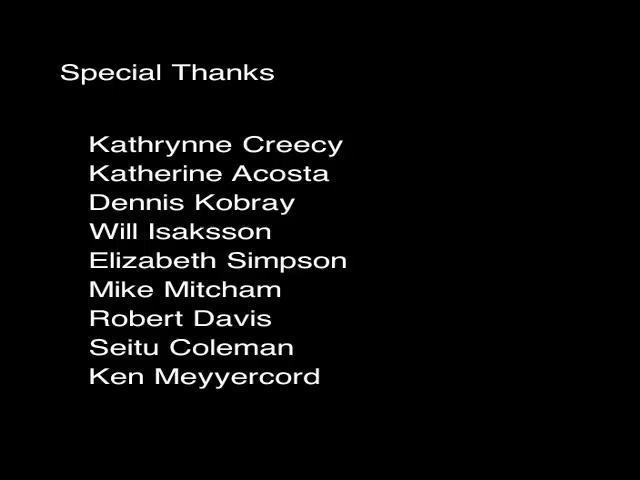 Special Thanks
Kathrynne Creecy
Katherine Acosta
Dennis Kobray
Will Isaksson
Elizabeth Simpson
Mike Mitcham
Robert Davis
Seitu Coleman
Ken Meyyercord